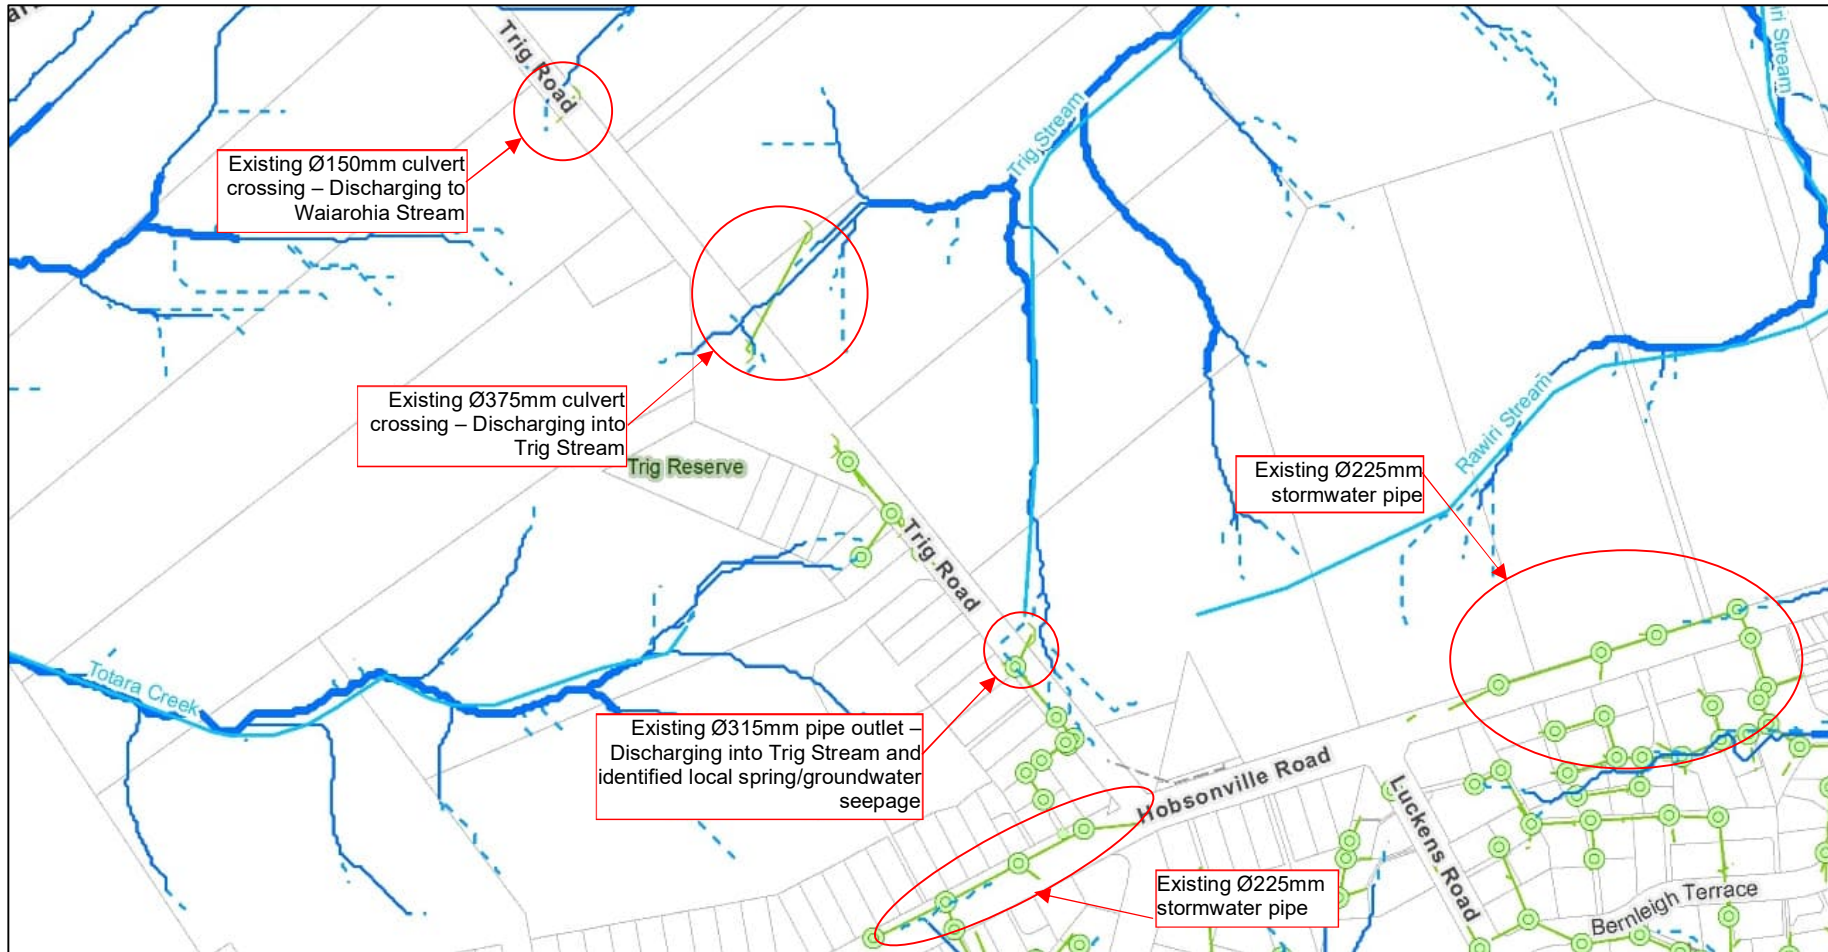 Trig Road
iri Stream
Existing Ø150mm culvert
crossing – Discharging to
Waiarohia Stream
Trig Stream
Existing Ø375mm culvert
crossing – Discharging into
Trig Stream
Trig Reserve
Rawiri Stream
Existing Ø225mm
stormwater pipe
Trig Road
Totara Creek
Existing Ø315mm pipe outlet –
Discharging into Trig Stream and
identified local spring/groundwater
seepage
Hobsonville Road
Luckens Road
Existing Ø225mm
stormwater pipe
Bernleigh Terrace